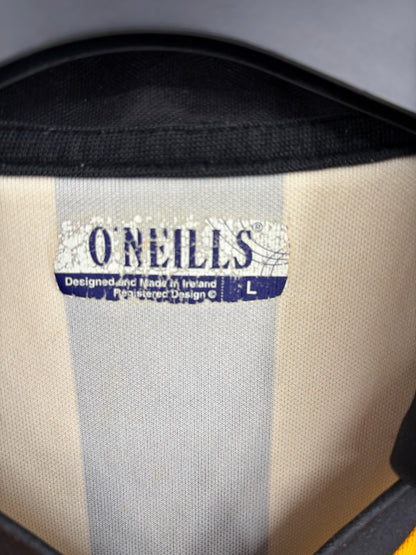 O'NEILLS®
Designed and Made in Ireland
Registered Design ©
L